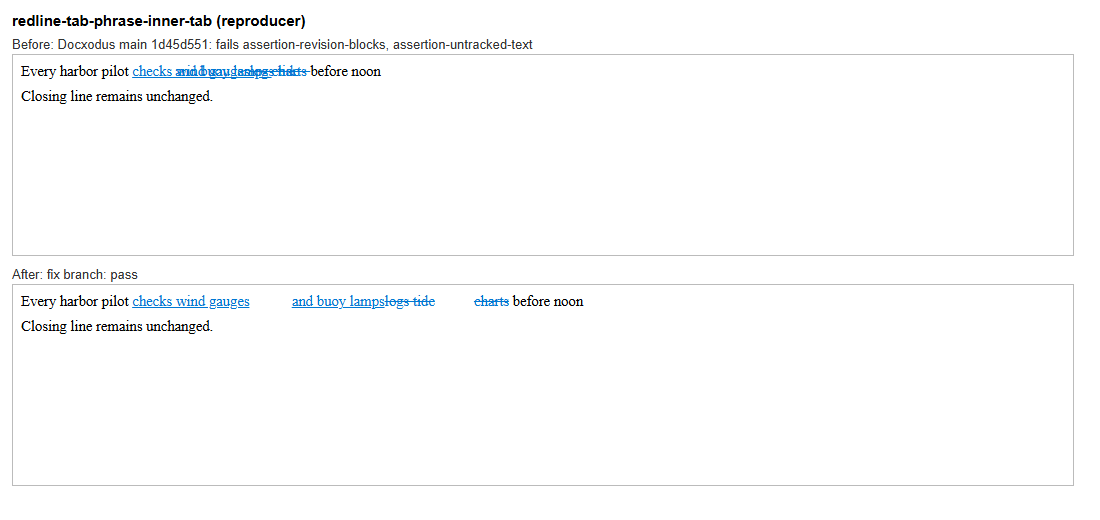 redline-tab-phrase-inner-tab (reproducer)
Before: Docxodus main 1d45d551: fails assertion-revision-blocks, assertion-untracked-text
Every harbor pilot checks before noon
Closing line remains unchanged.
After: fix branch: pass
Every harbor pilot checks wind gauges and buoy lampslogs tide charts before noon
Closing line remains unchanged.